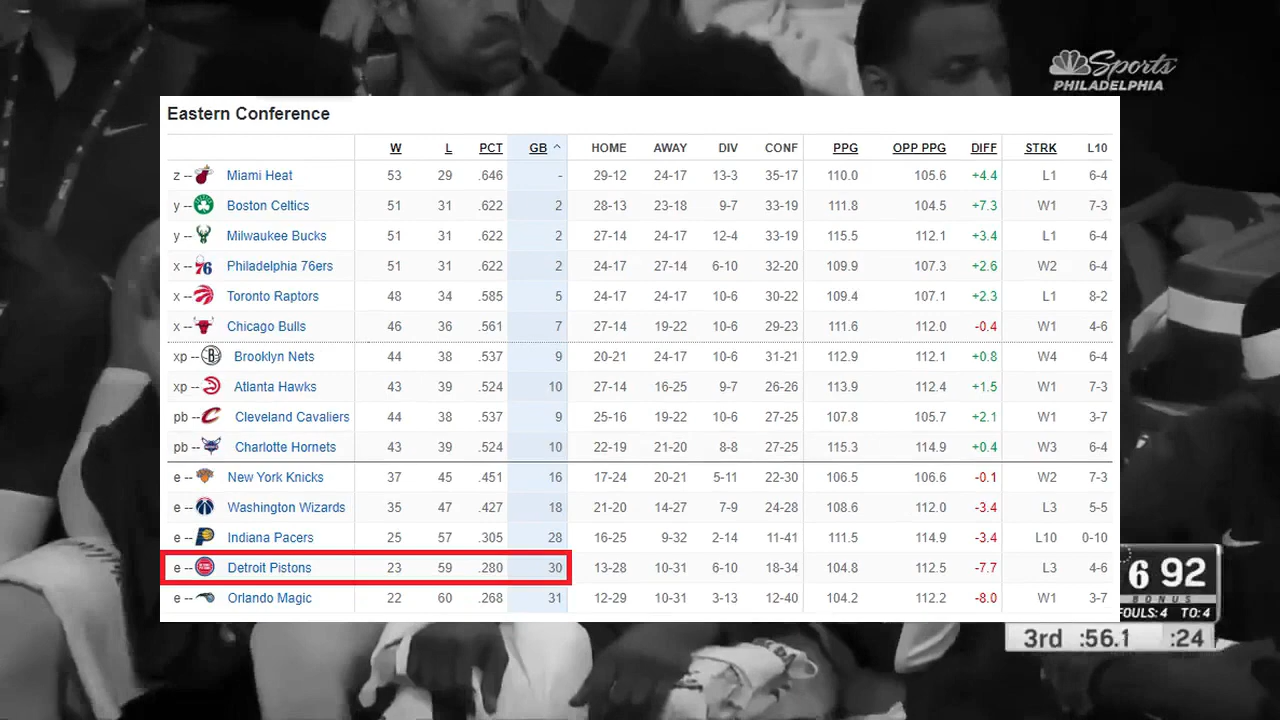 Sports
PHILADELPHIA
Eastern Conference
W L PCT GB HOME AWAY DIV CONF PPG OPP PPG DIFF STRK L10
z -- Miami Heat 53 29 .646 - 29-12 24-17 13-3 35-17 110.0 105.6 +4.4 L1 6-4
y -- Boston Celtics 51 31 .622 2 28-13 23-18 9-7 33-19 111.8 104.5 +7.3 W1 7-3
y -- Milwaukee Bucks 51 31 .622 2 27-14 24-17 12-4 33-19 115.5 112.1 +3.4 L1 6-4
x -- 76 Philadelphia 76ers 51 31 .622 2 24-17 27-14 6-10 32-20 109.9 107.3 +2.6 W2 6-4
x -- Toronto Raptors 48 34 .585 5 24-17 24-17 10-6 30-22 109.4 107.1 +2.3 L1 8-2
x -- Chicago Bulls 46 36 .561 7 27-14 19-22 10-6 29-23 111.6 112.0 -0.4 W1 4-6
xp -- B Brooklyn Nets 44 38 .537 9 20-21 24-17 10-6 31-21 112.9 112.1 +0.8 W4 6-4
xp -- Atlanta Hawks 43 39 .524 10 27-14 16-25 9-7 26-26 113.9 112.4 +1.5 W1 7-3
pb -- Cleveland Cavaliers 44 38 .537 9 25-16 19-22 10-6 27-25 107.8 105.7 +2.1 W1 3-7
pb -- Charlotte Hornets 43 39 .524 10 22-19 21-20 8-8 27-25 115.3 114.9 +0.4 W3 6-4
e -- New York Knicks 37 45 .451 16 17-24 20-21 5-11 22-30 106.5 106.6 -0.1 W2 7-3
e -- Washington Wizards 35 47 .427 18 21-20 14-27 7-9 24-28 108.6 112.0 -3.4 L3 5-5
e -- Indiana Pacers 25 57 .305 28 16-25 9-32 2-14 11-41 111.5 114.9 -3.4 L10 0-10
e -- Detroit Pistons 23 59 .280 30 13-28 10-31 6-10 18-34 104.8 112.5 -7.7 L3 4-6
e -- Orlando Magic 22 60 .268 31 12-29 10-31 3-13 12-40 104.2 112.2 -8.0 W1 3-7
6 92
BONUS
FOULS:4 TO:4
3rd :56.1 :24